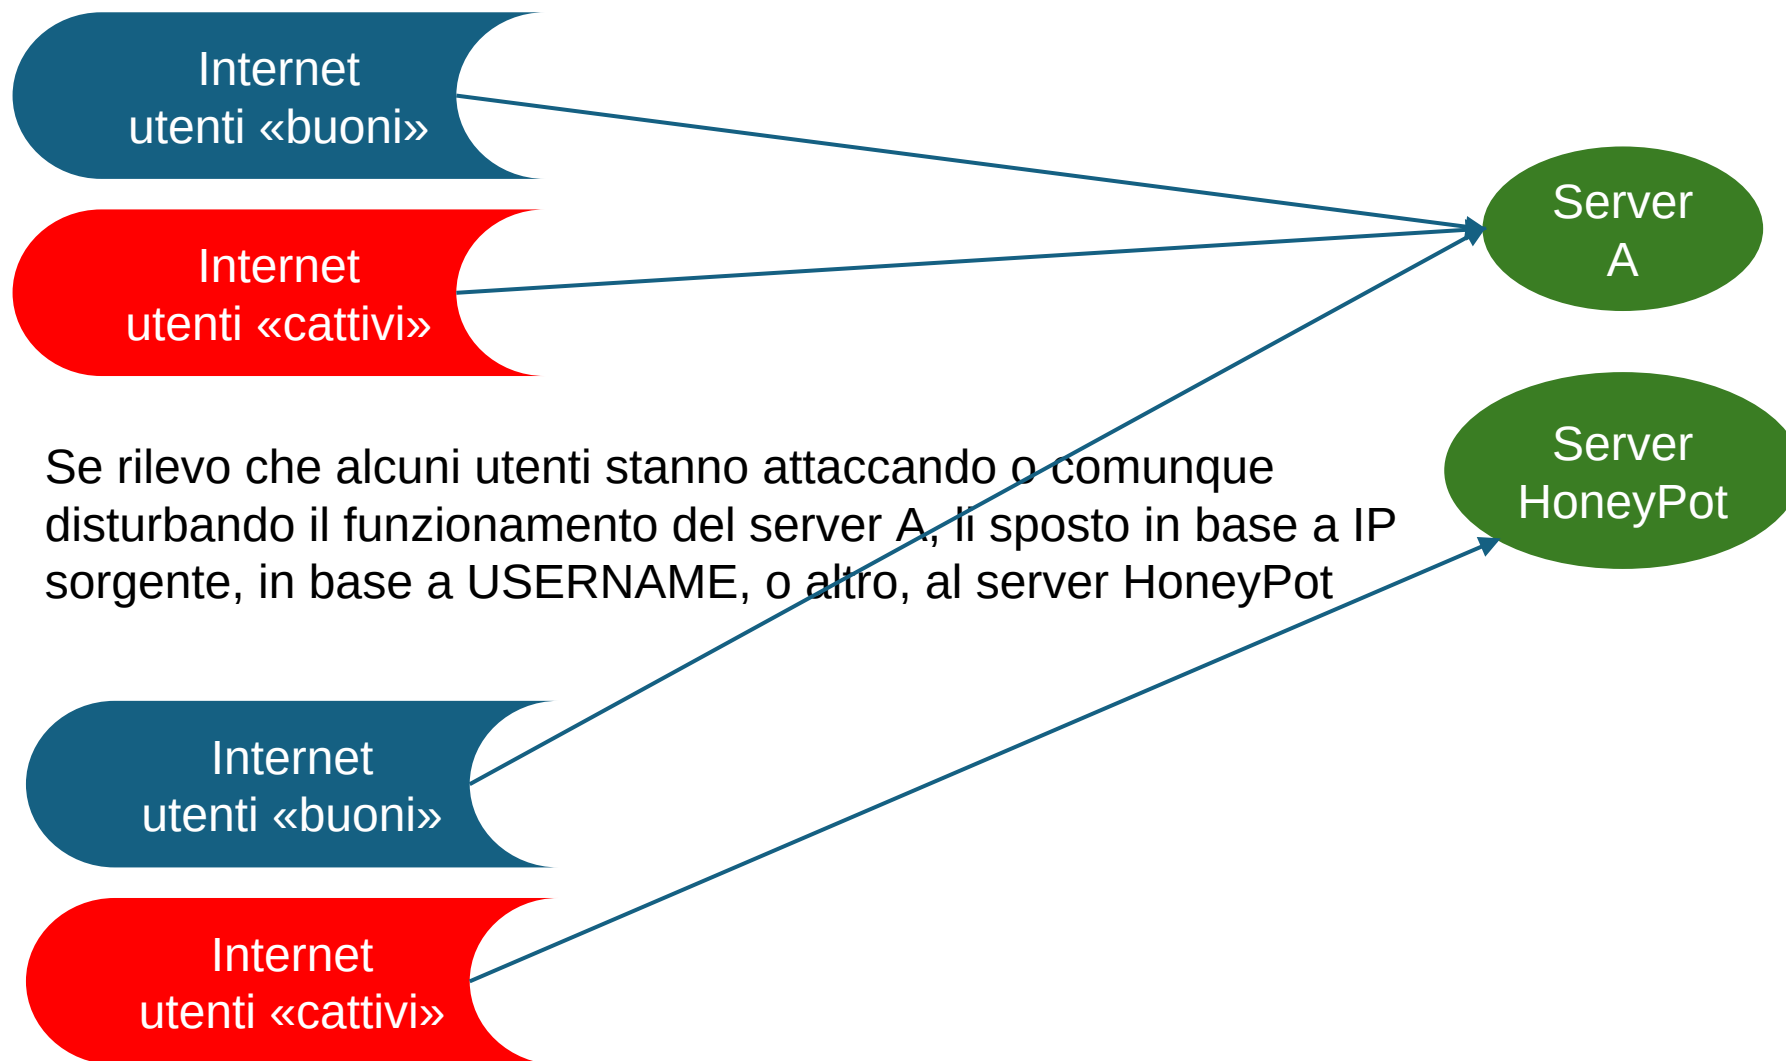 Internet
utenti «buoni»
Internet
utenti «cattivi»
Server
A
Server
HoneyPot
Se rilevo che alcuni utenti stanno attaccando o comunque
disturbando il funzionamento del server A, li sposto in base a IP
sorgente, in base a USERNAME, o altro, al server HoneyPot
Internet
utenti «buoni»
Internet
utenti «cattivi»